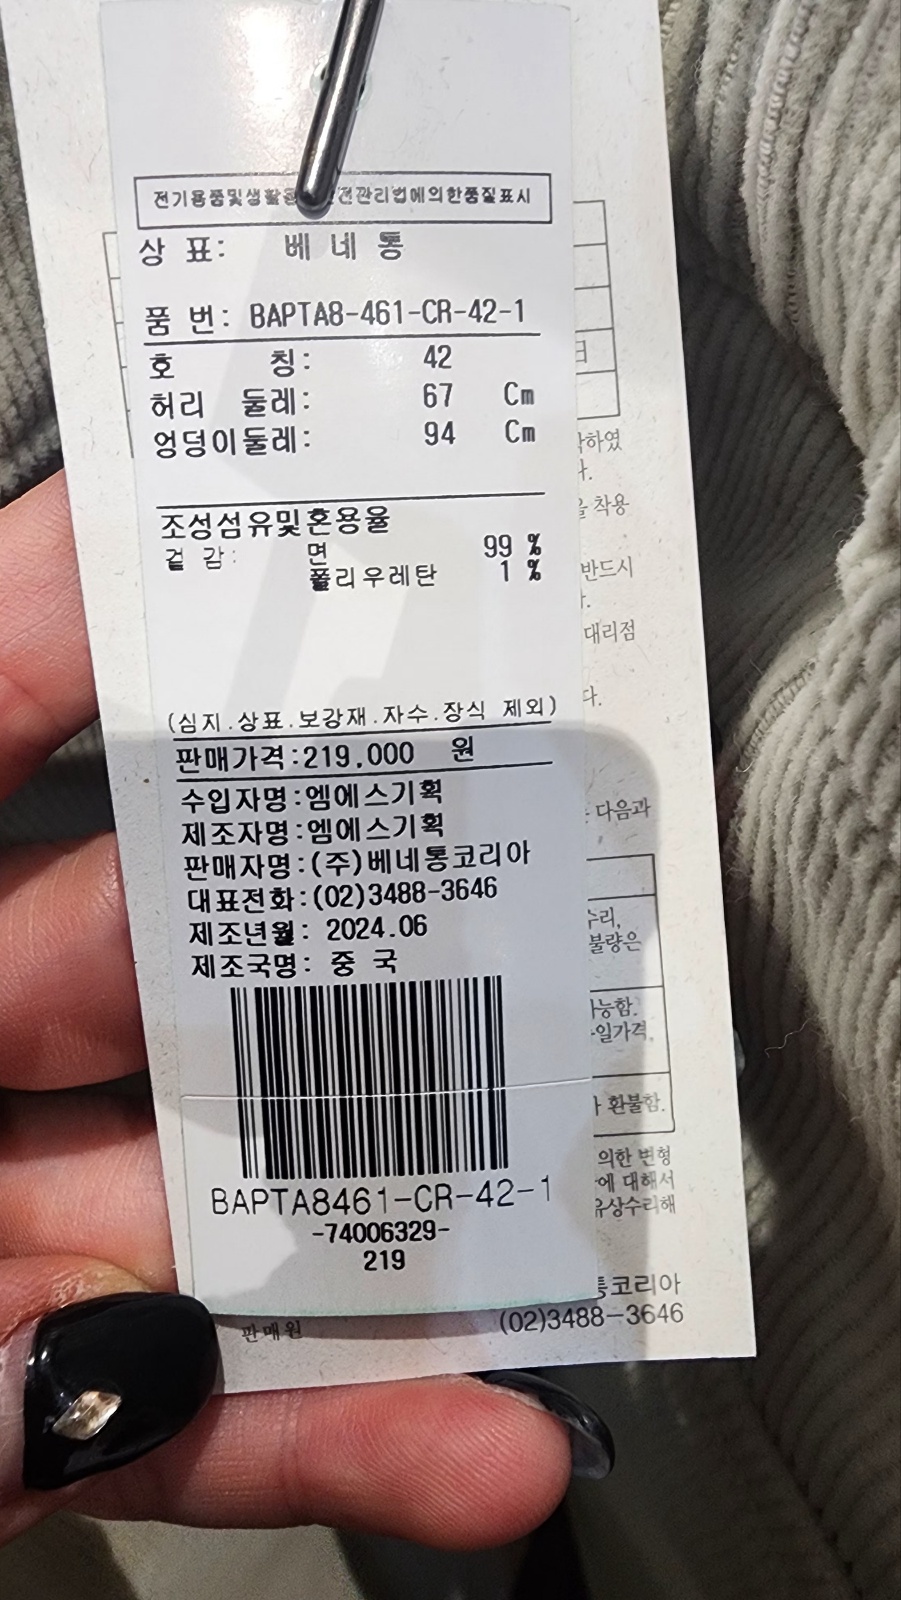 전기용품및생활용 안전관리법에의한품질표시
상 표: 베 네 통
품 번: BAPTA8-461-CR-42-1
호 칭: 42
허리 둘레: 67 Cm
엉덩이둘레: 94 Cm
조성섬유및혼용율
겉 감: 면 99 %
폴리우레탄 1 %
(심지.상표.보강재.자수.장식 제외)
판매가격:219,000 원
수입자명:엠에스기획
제조자명:엠에스기획
판매자명:(주)베네통코리아
대표전화:(02)3488-3646
제조년월: 2024.06
제조국명: 중 국
BAPTA8461-CR-42-1
-74006329-
219
착용
반드시
대리점
다.
다음과
수리,
불량은
가능함.
환불함.
의한 변형
에 대해서
유상수리해
판매원
통코리아
(02)3488-3646